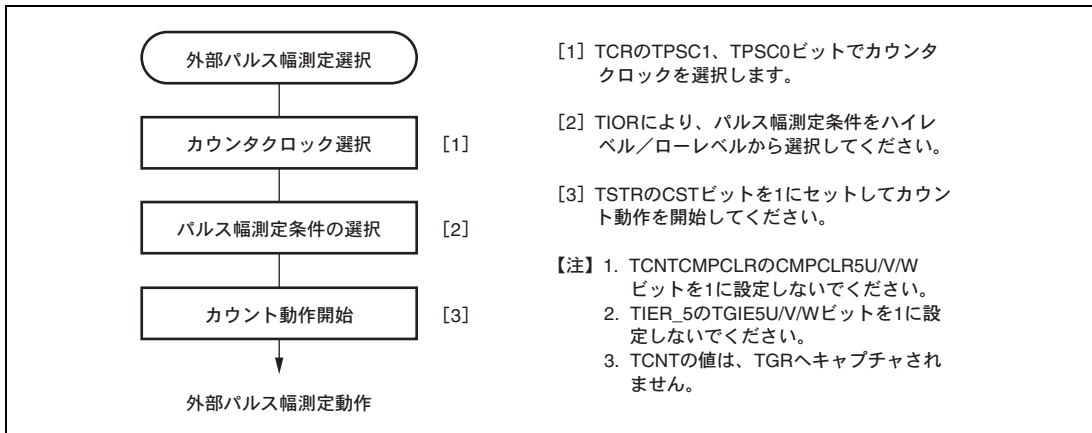 外部パルス幅測定選択
カウンタクロック選択 [1]
パルス幅測定条件の選択 [2]
カウント動作開始 [3]
外部パルス幅測定動作
[1] TCRのTPSC1、TPSC0ビットでカウンタ
クロックを選択します。
[2] TIORにより、パルス幅測定条件をハイレ
ベル／ローレベルから選択してください。
[3] TSTRのCSTビットを1にセットしてカウン
ト動作を開始してください。
【注】1. TCNTCMPCLRのCMPCLR5U/V/W
ビットを1に設定しないでください。
2. TIER_5のTGIE5U/V/Wビットを1に設
定しないでください。
3. TCNTの値は、TGRへキャプチャされ
ません。